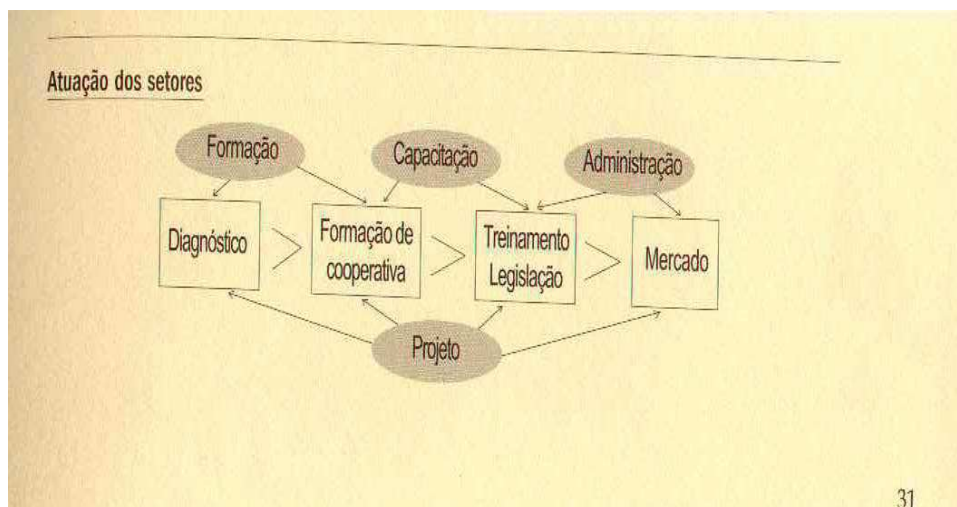 Atuação dos setores
Formação
Capacitação
Administração
Diagnóstico
Formação de
cooperativa
Treinamento
Legislação
Mercado
Projeto
31